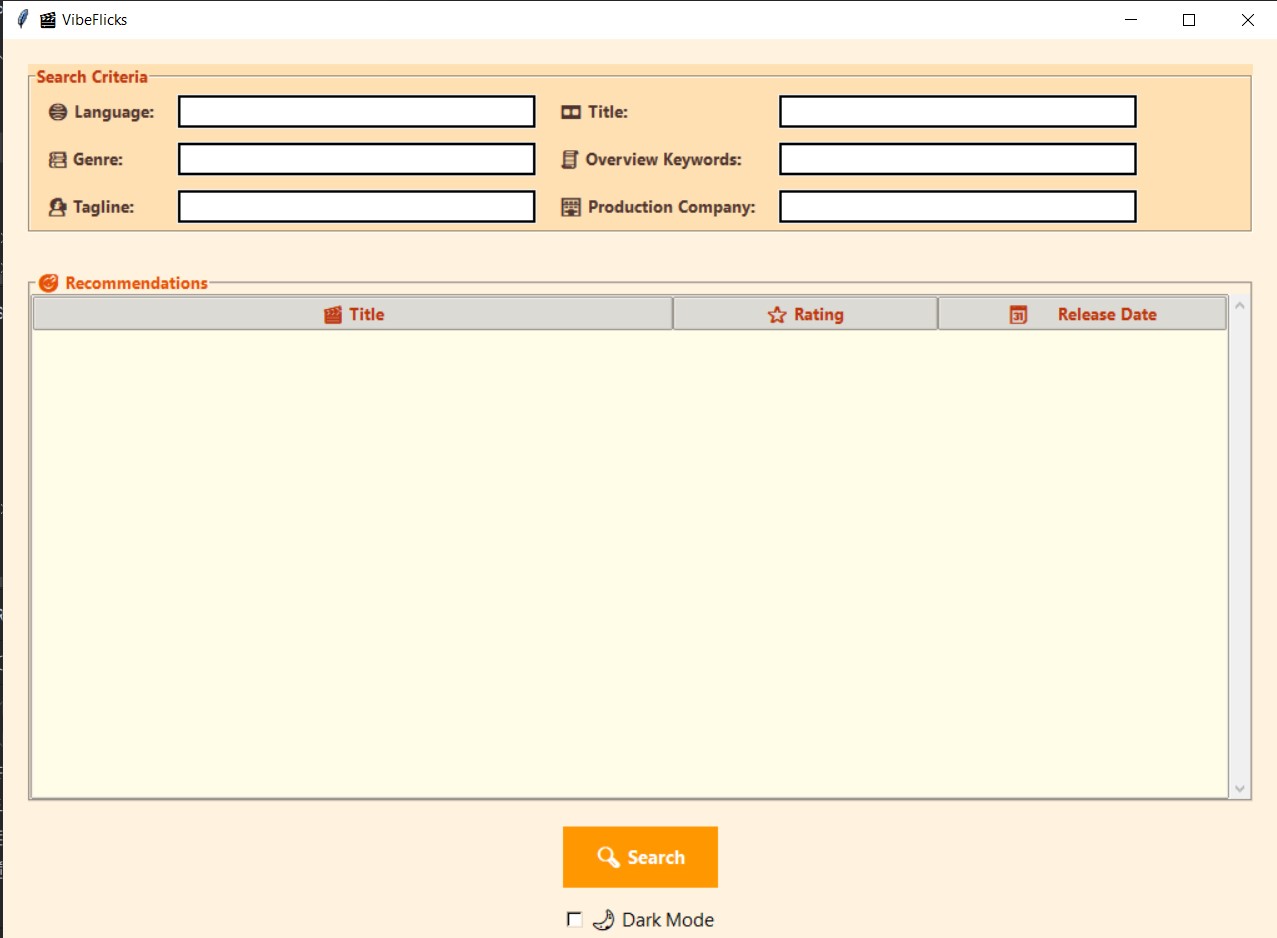 VibeFlicks
Search Criteria
Language:
Title:
Genre:
Overview Keywords:
Tagline:
Production Company:
Recommendations
Title
Rating
31
Release Date
Search
Dark Mode